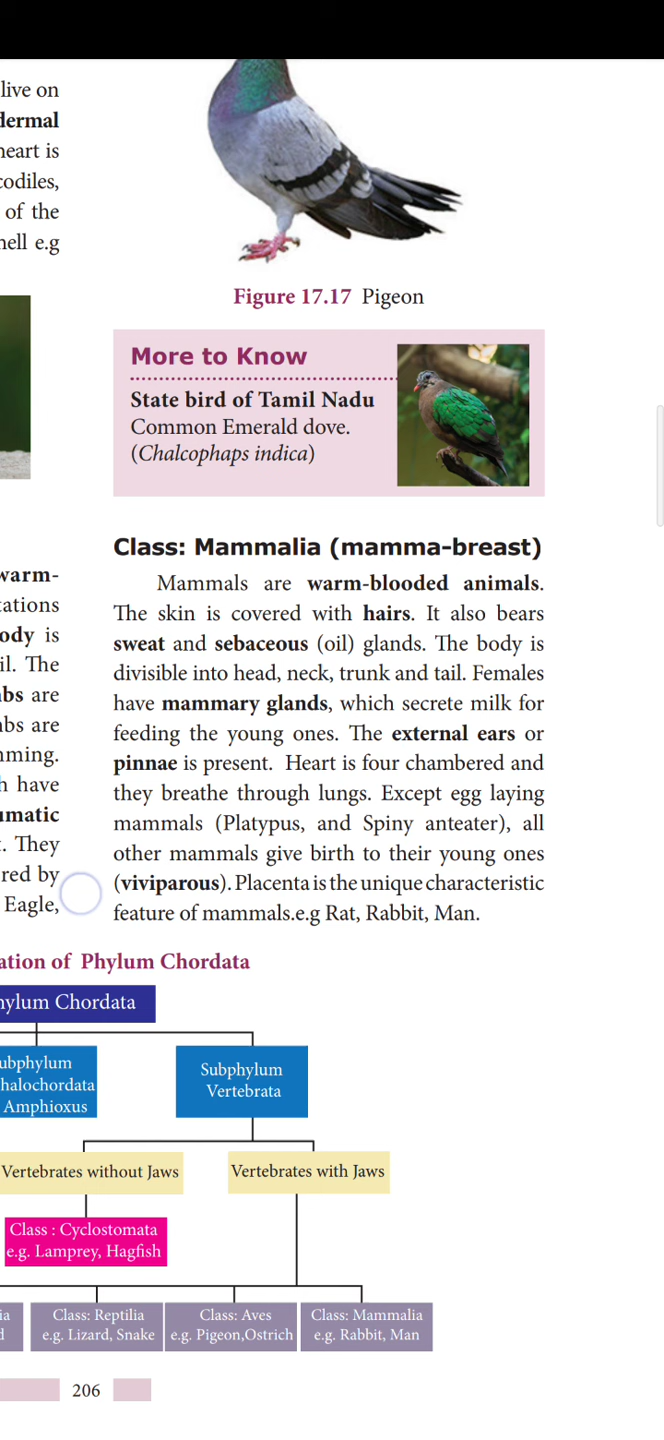 live on
dermal
heart is
codiles,
of the
hell e.g
warm-
tations
ody is
il. The
bs are
nbs are
nming.
h have
umatic
t. They
red by
Eagle,
Figure 17.17 Pigeon
More to Know
State bird of Tamil Nadu
Common Emerald dove.
(Chalcophaps indica)
Class: Mammalia (mamma-breast)
Mammals are warm-blooded animals.
The skin is covered with hairs. It also bears
sweat and sebaceous (oil) glands. The body is
divisible into head, neck, trunk and tail. Females
have mammary glands, which secrete milk for
feeding the young ones. The external ears or
pinnae is present. Heart is four chambered and
they breathe through lungs. Except egg laying
mammals (Platypus, and Spiny anteater), all
other mammals give birth to their young ones
(viviparous). Placenta is the unique characteristic
feature of mammals.e.g Rat, Rabbit, Man.
ation of Phylum Chordata
hylum Chordata
ubphylum
halochordata
Amphioxus
Subphylum
Vertebrata
Vertebrates without Jaws
Vertebrates with Jaws
Class : Cyclostomata
e.g. Lamprey, Hagfish
ia
d
Class: Reptilia
e.g. Lizard, Snake
Class: Aves
e.g. Pigeon,Ostrich
Class: Mammalia
e.g. Rabbit, Man
206